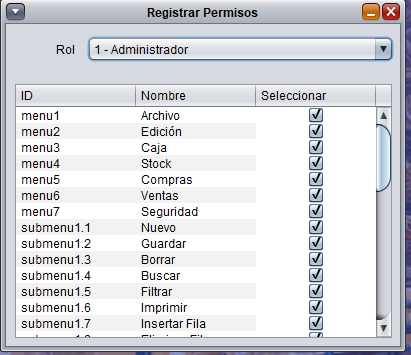 Registrar Permisos
Rol 1 - Administrador
ID Nombre Seleccionar
menu1 Archivo
menu2 Edición
menu3 Caja
menu4 Stock
menu5 Compras
menu6 Ventas
menu7 Seguridad
submenu1.1 Nuevo
submenu1.2 Guardar
submenu1.3 Borrar
submenu1.4 Buscar
submenu1.5 Filtrar
submenu1.6 Imprimir
submenu1.7 Insertar Fila